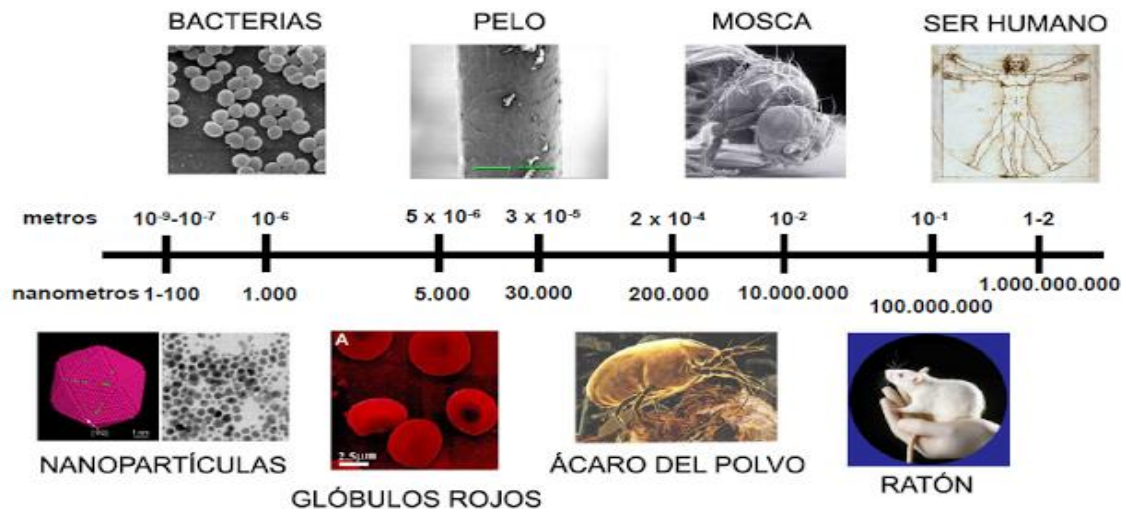 BACTERIAS PELO MOSCA SER HUMANO
metros 10⁻⁹-10⁻⁷ 10⁻⁶ 5 x 10⁻⁶ 3 x 10⁻⁵ 2 x 10⁻⁴ 10⁻² 10⁻¹ 1-2
nanometros 1-100 1.000 5.000 30.000 200.000 10.000.000 100.000.000 1.000.000.000
A
2.5µm
NANOPARTÍCULAS GLÓBULOS ROJOS ÁCARO DEL POLVO RATÓN